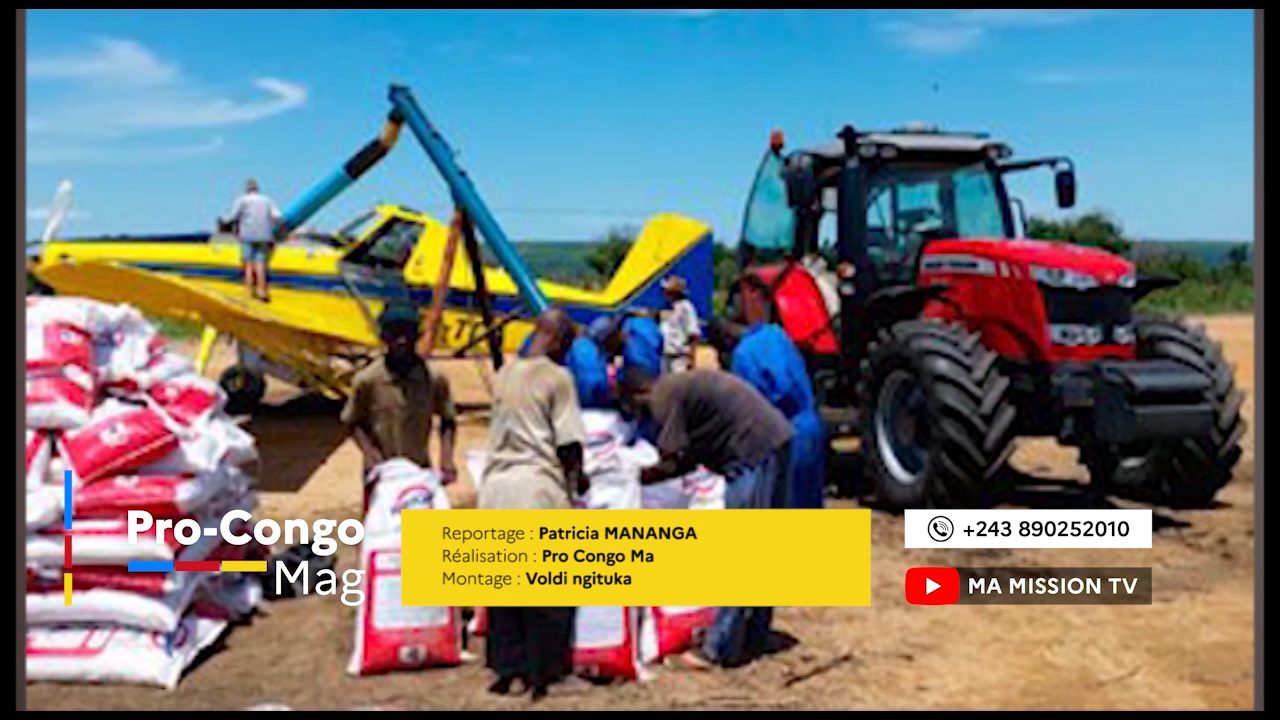 Pro-Congo
Mag
Reportage : Patricia MANANGA
Réalisation : Pro Congo Ma
Montage : Voldi ngituka
+243 890252010
MA MISSION TV